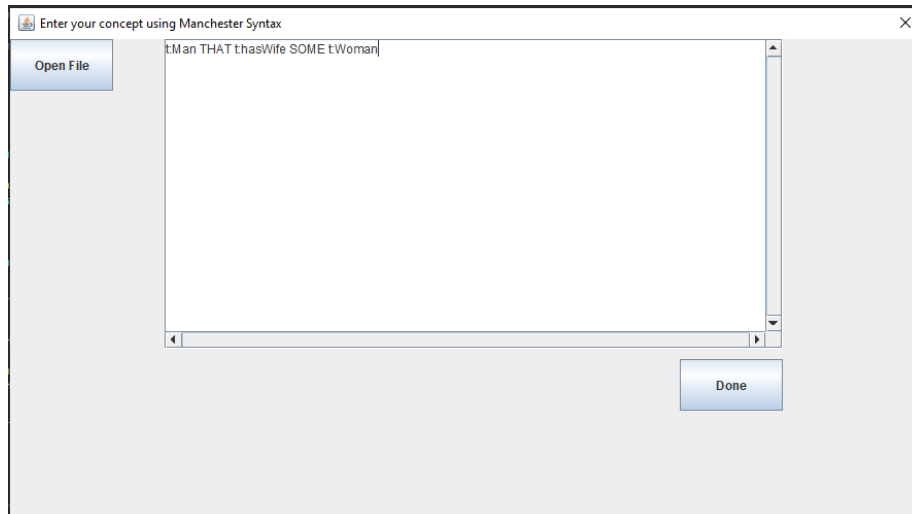 Enter your concept using Manchester Syntax
Open File
t:Man THAT t:hasWife SOME t:Woman
Done